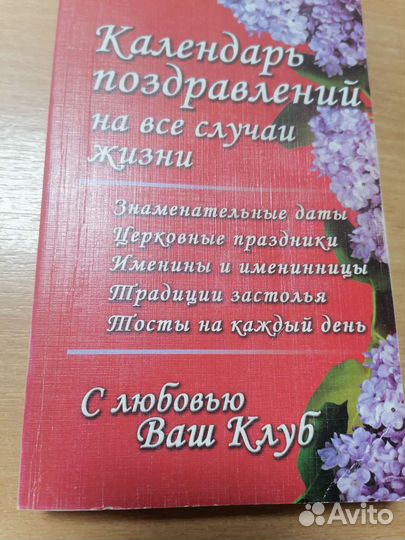 Календарь
поздравлений
на все случаи
жизни
Знаменательные даты
Церковные праздники
Именины и именинницы
Традиции застолья
Тосты на каждый день
С любовью
Ваш Клуб
Avito